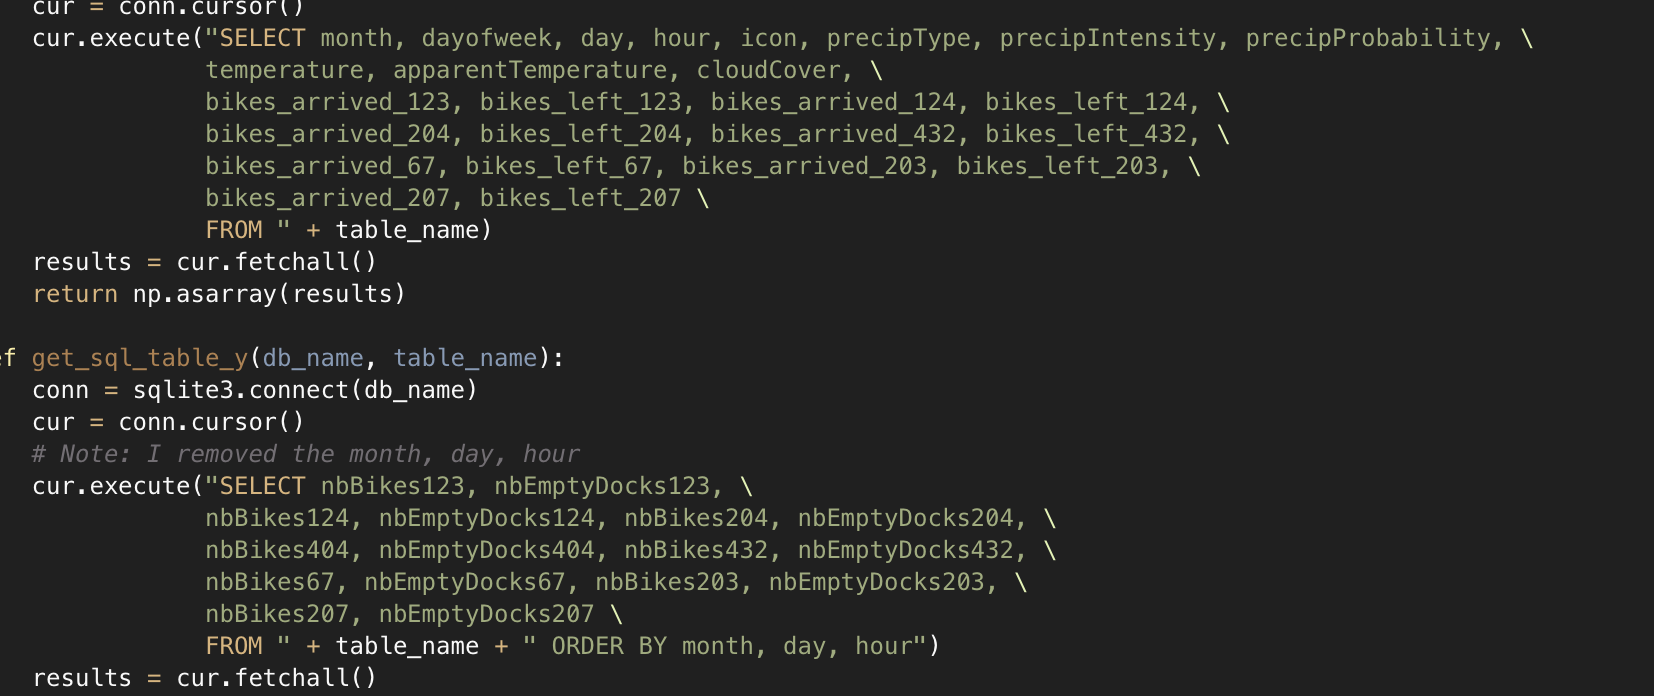 cur = conn.cursor()
cur.execute("SELECT month, dayofweek, day, hour, icon, precipType, precipIntensity, precipProbability, \
temperature, apparentTemperature, cloudCover, \
bikes_arrived_123, bikes_left_123, bikes_arrived_124, bikes_left_124, \
bikes_arrived_204, bikes_left_204, bikes_arrived_432, bikes_left_432, \
bikes_arrived_67, bikes_left_67, bikes_arrived_203, bikes_left_203, \
bikes_arrived_207, bikes_left_207 \
FROM " + table_name)
results = cur.fetchall()
return np.asarray(results)
ef get_sql_table_y(db_name, table_name):
conn = sqlite3.connect(db_name)
cur = conn.cursor()
# Note: I removed the month, day, hour
cur.execute("SELECT nbBikes123, nbEmptyDocks123, \
nbBikes124, nbEmptyDocks124, nbBikes204, nbEmptyDocks204, \
nbBikes404, nbEmptyDocks404, nbBikes432, nbEmptyDocks432, \
nbBikes67, nbEmptyDocks67, nbBikes203, nbEmptyDocks203, \
nbBikes207, nbEmptyDocks207 \
FROM " + table_name + " ORDER BY month, day, hour")
results = cur.fetchall()